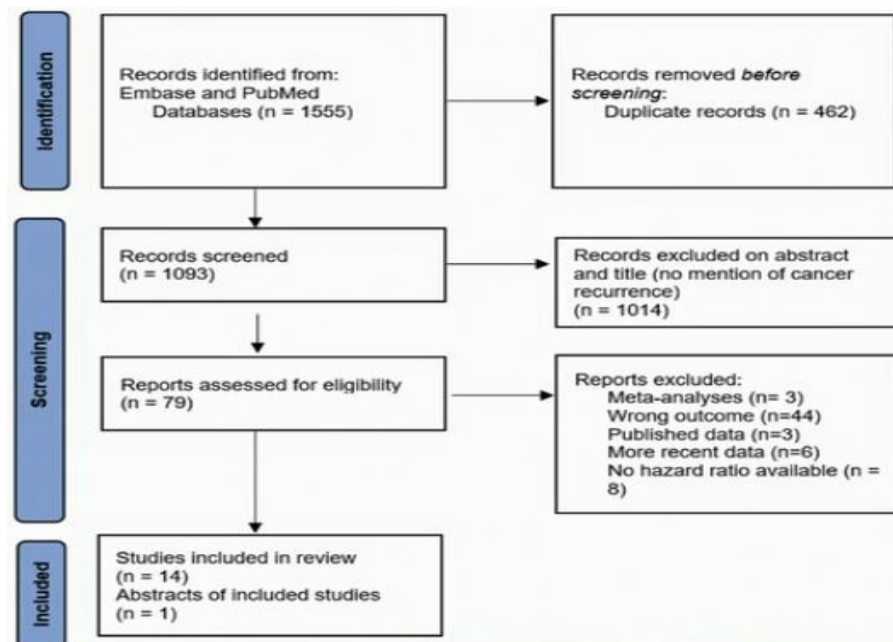 Identification
Records identified from:
Embase and PubMed
Databases (n = 1555)
Records removed before
screening:
Duplicate records (n = 462)
Screening
Records screened
(n = 1093)
Records excluded on abstract
and title (no mention of cancer
recurrence)
(n = 1014)
Reports assessed for eligibility
(n = 79)
Reports excluded:
Meta-analyses (n= 3)
Wrong outcome (n=44)
Published data (n=3)
More recent data (n=6)
No hazard ratio available (n =
8)
Included
Studies included in review
(n = 14)
Abstracts of included studies
(n = 1)